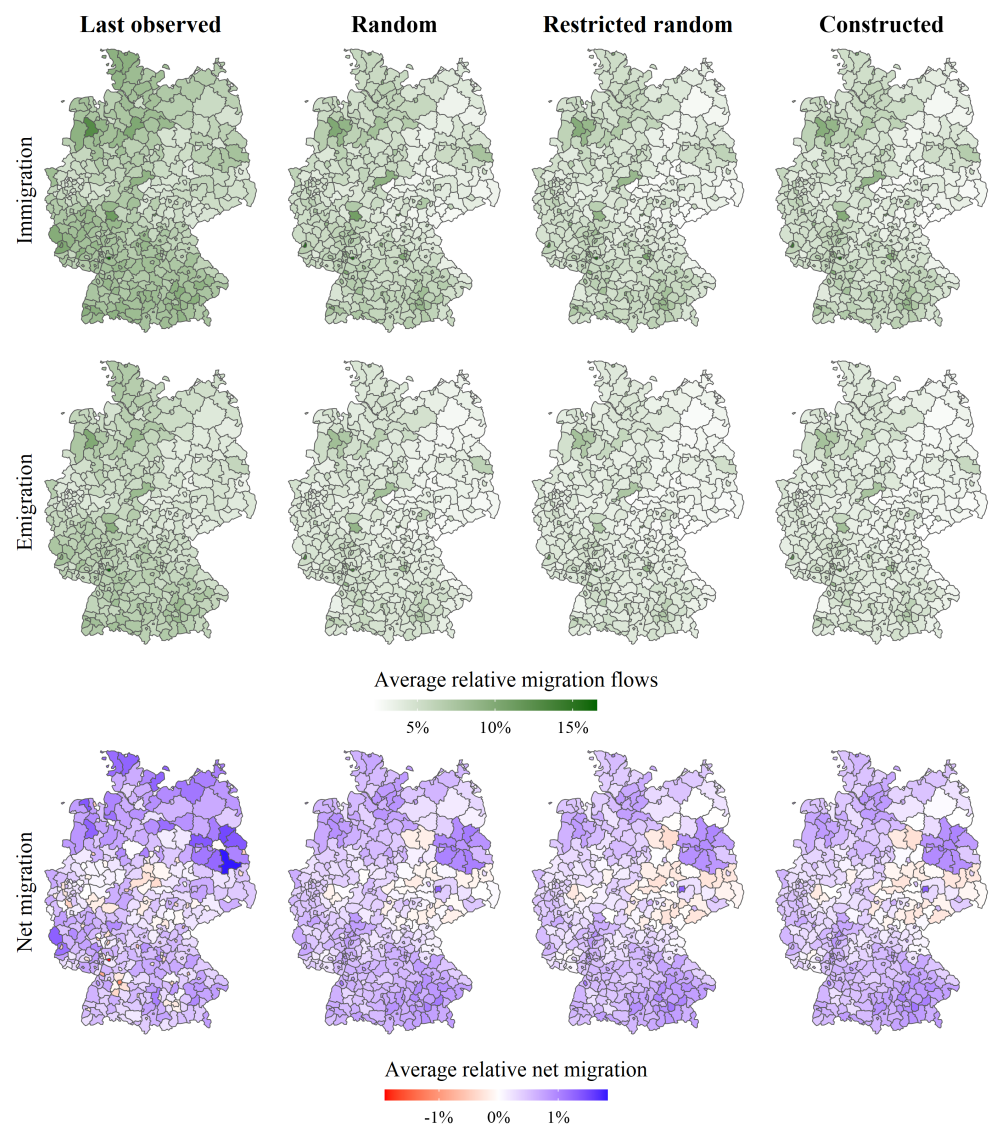 Last observed Random Restricted random Constructed
Immigration
Emigration
Average relative migration flows
5% 10% 15%
Net migration
Average relative net migration
-1% 0% 1%